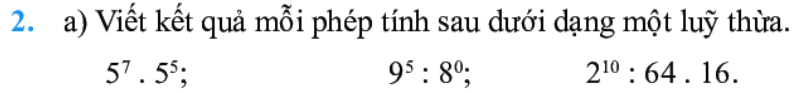 2. a) Viết kết quả mỗi phép tính sau dưới dạng một luỹ thừa.
5⁷ . 5⁵; 9⁵ : 8⁰; 2¹⁰ : 64 . 16.